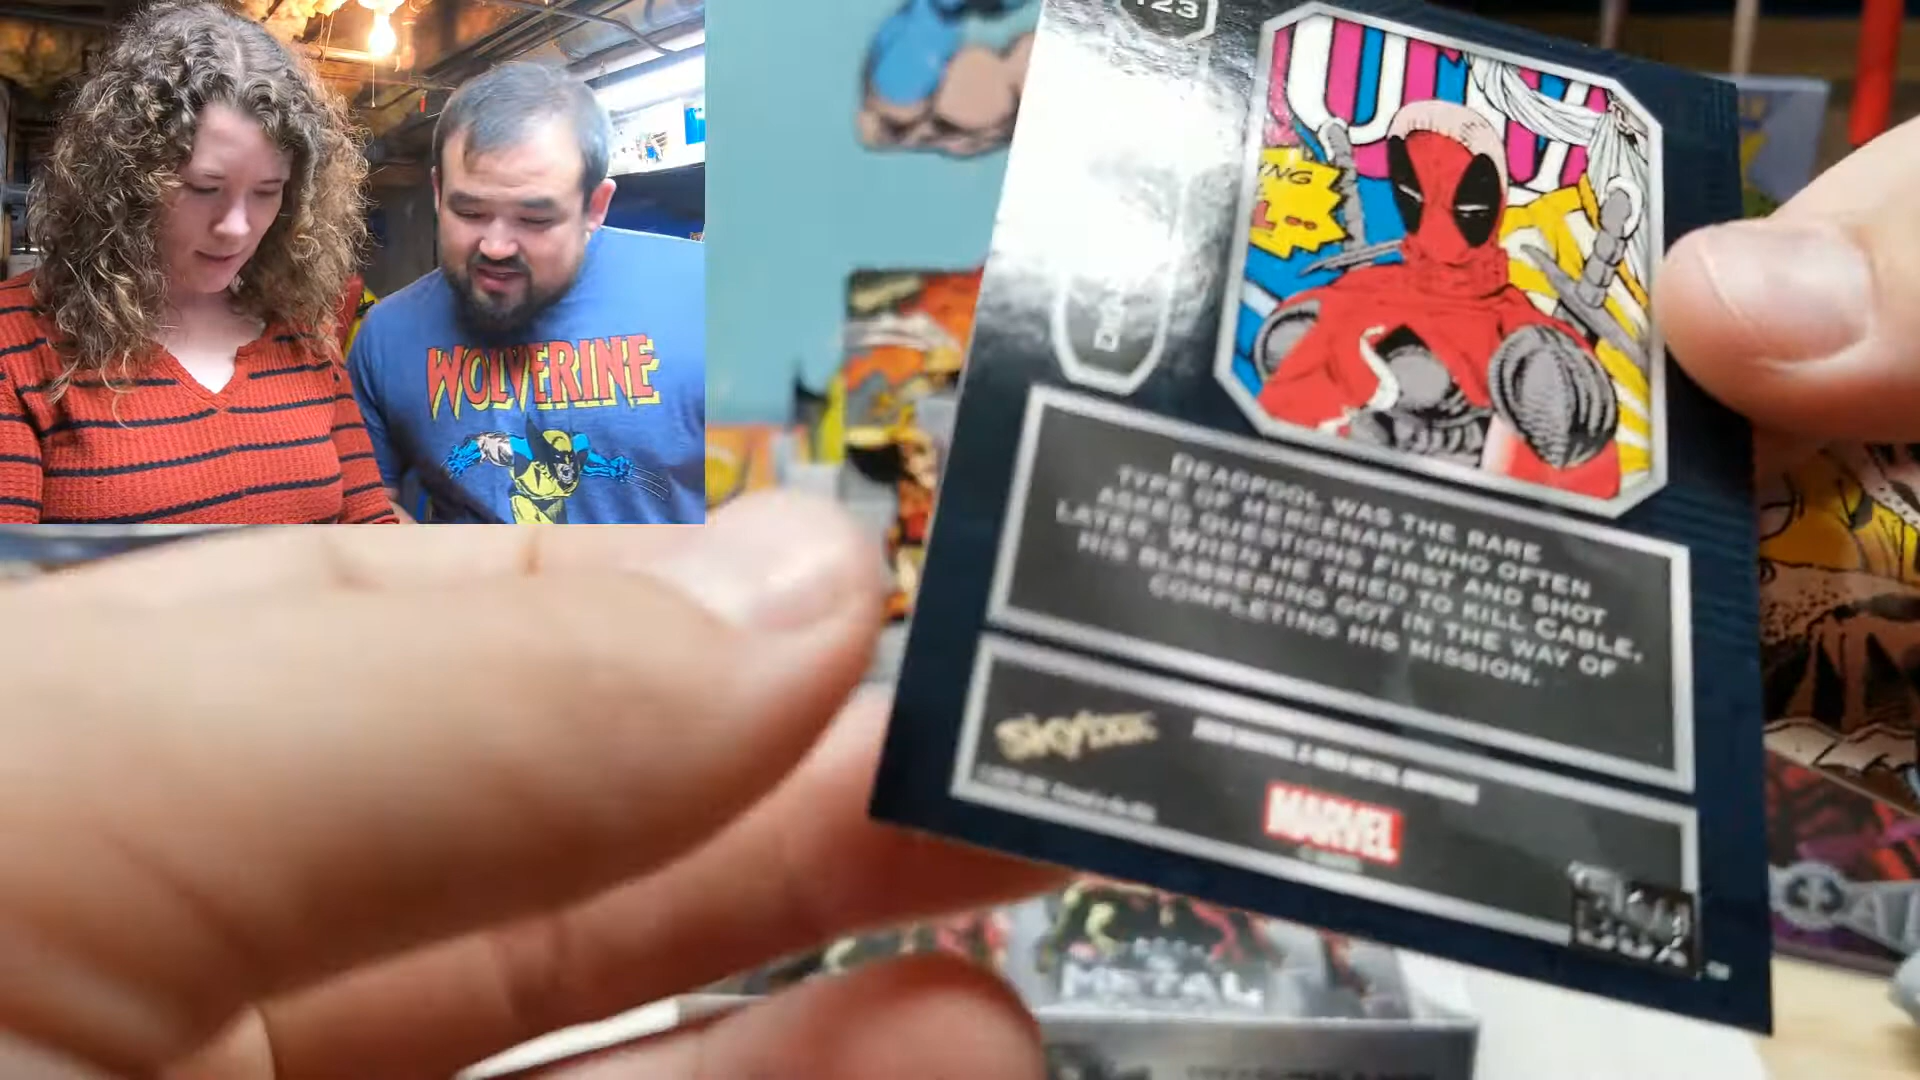 123
WOLVERINE
DEADPOOL WAS THE RARE
TYPE OF MERCENARY WHO OFTEN
ASKED QUESTIONS FIRST AND SHOT
LATER. WHEN HE TRIED TO KILL CABLE,
HIS BLABBERING GOT IN THE WAY OF
COMPLETING HIS MISSION.
SKYBOX
MARVEL
METAL